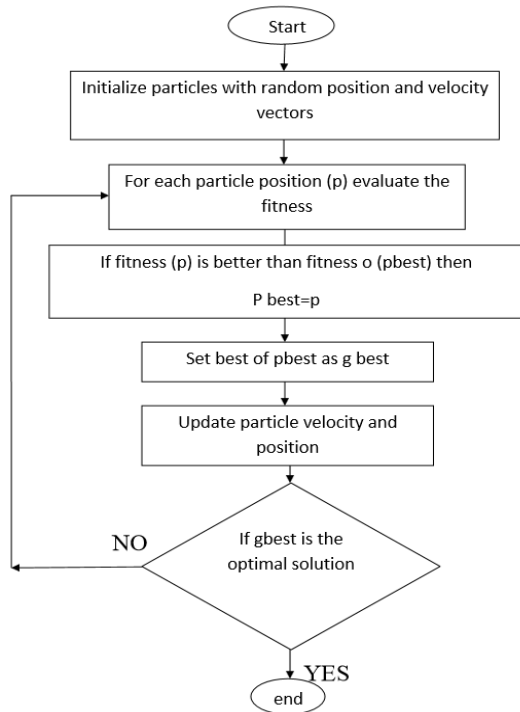 Start
Initialize particles with random position and velocity
vectors
For each particle position (p) evaluate the
fitness
If fitness (p) is better than fitness o (pbest) then
P best=p
Set best of pbest as g best
Update particle velocity and
position
NO
If gbest is the
optimal solution
YES
end